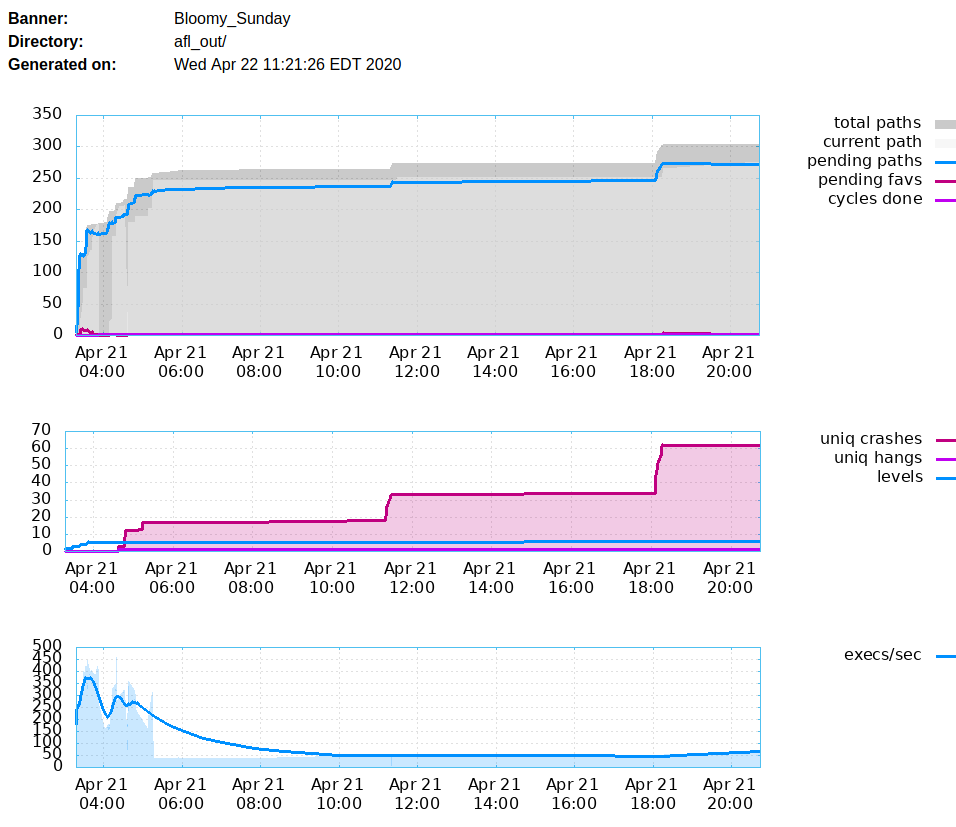 Banner: Bloomy_Sunday
Directory: afl_out/
Generated on: Wed Apr 22 11:21:26 EDT 2020
350
300
250
200
150
100
50
0
Apr 21 Apr 21 Apr 21 Apr 21 Apr 21 Apr 21 Apr 21 Apr 21 Apr 21
04:00 06:00 08:00 10:00 12:00 14:00 16:00 18:00 20:00
total paths
current path
pending paths
pending favs
cycles done
70
60
50
40
30
20
10
0
Apr 21 Apr 21 Apr 21 Apr 21 Apr 21 Apr 21 Apr 21 Apr 21 Apr 21
04:00 06:00 08:00 10:00 12:00 14:00 16:00 18:00 20:00
uniq crashes
uniq hangs
levels
500
450
400
350
300
250
200
150
100
50
0
Apr 21 Apr 21 Apr 21 Apr 21 Apr 21 Apr 21 Apr 21 Apr 21 Apr 21
04:00 06:00 08:00 10:00 12:00 14:00 16:00 18:00 20:00
execs/sec